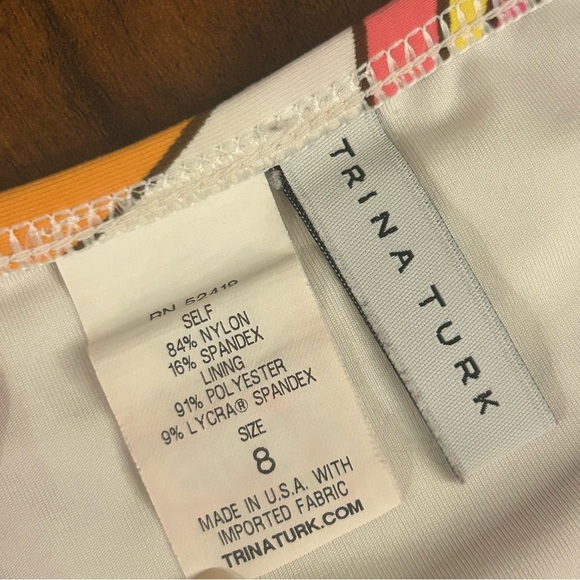 RN 52419
SELF
84% NYLON
16% SPANDEX
LINING
91% POLYESTER
9% LYCRA® SPANDEX
SIZE
8
MADE IN U.S.A. WITH
IMPORTED FABRIC
TRINATURK.COM
TRINA TURK